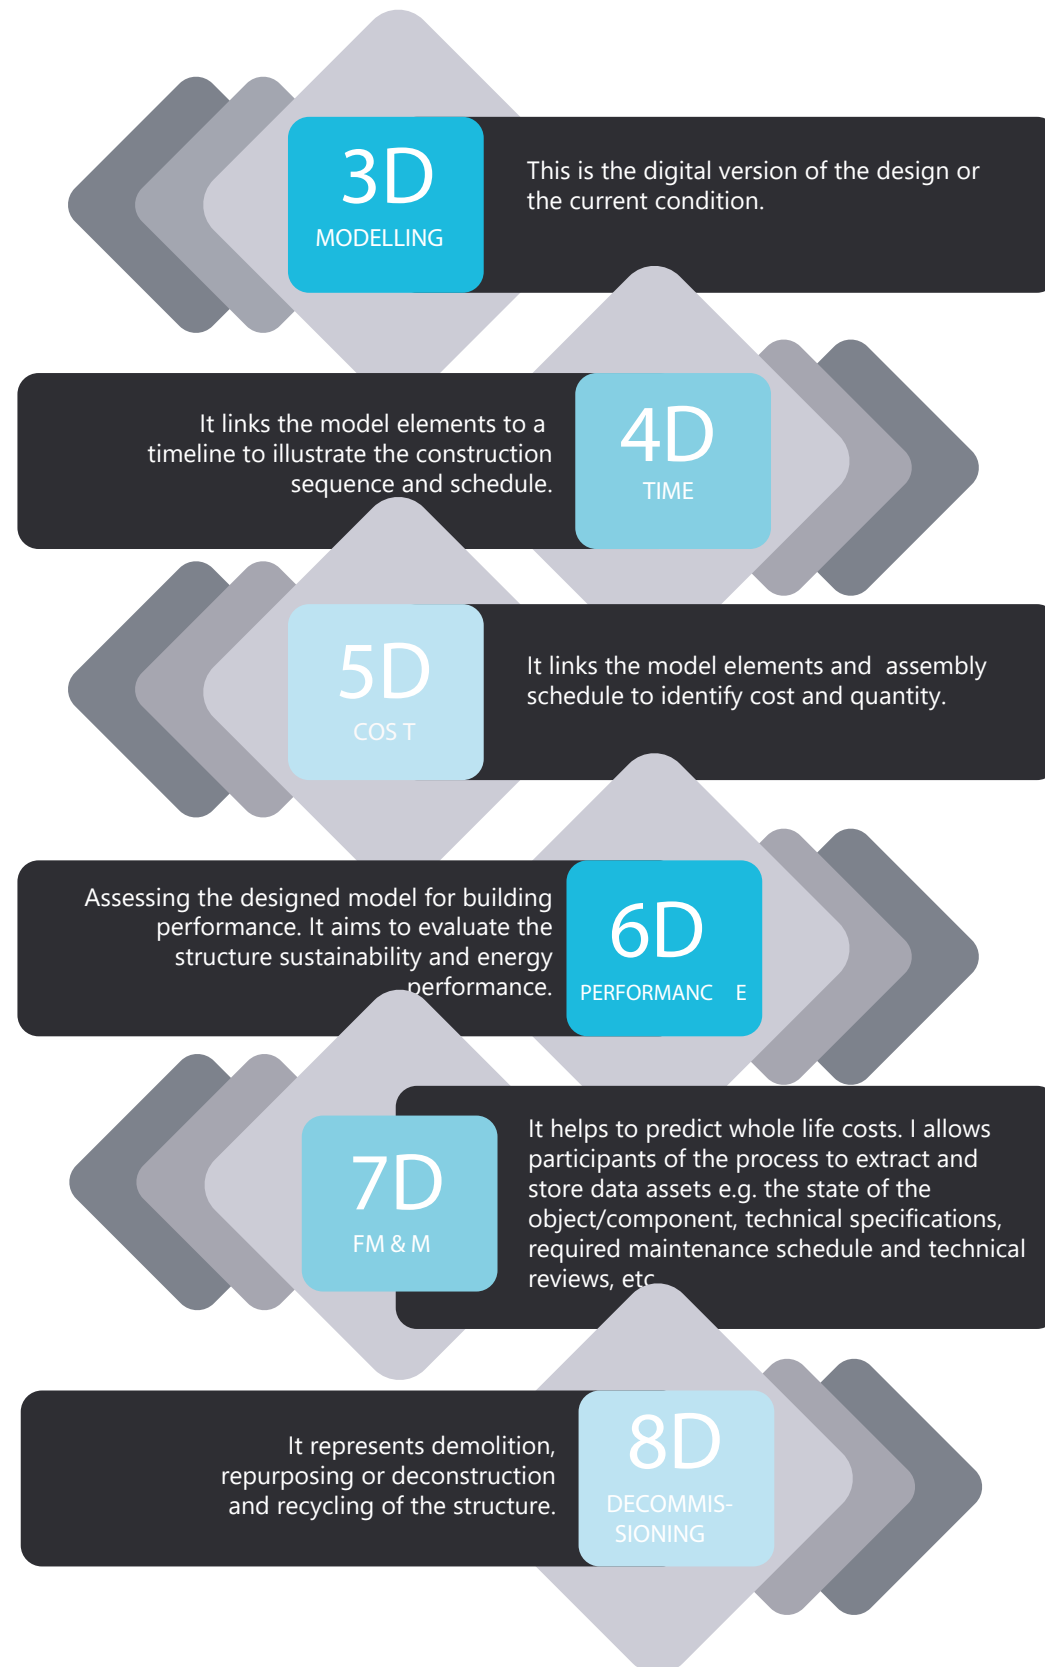 3D
MODELLING
This is the digital version of the design or
the current condition.
It links the model elements to a
timeline to illustrate the construction
sequence and schedule.
4D
TIME
5D
COS T
It links the model elements and  assembly
schedule to identify cost and quantity.
Assessing the designed model for building
performance. It aims to evaluate the
structure sustainability and energy
performance.
6D
PERFORMANC E
7D
FM & M
It helps to predict whole life costs. I allows
participants of the process to extract and
store data assets e.g. the state of the
object/component, technical specifications,
required maintenance schedule and technical
reviews, etc
It represents demolition,
repurposing or deconstruction
and recycling of the structure.
8D
DECOMMIS-
SIONING